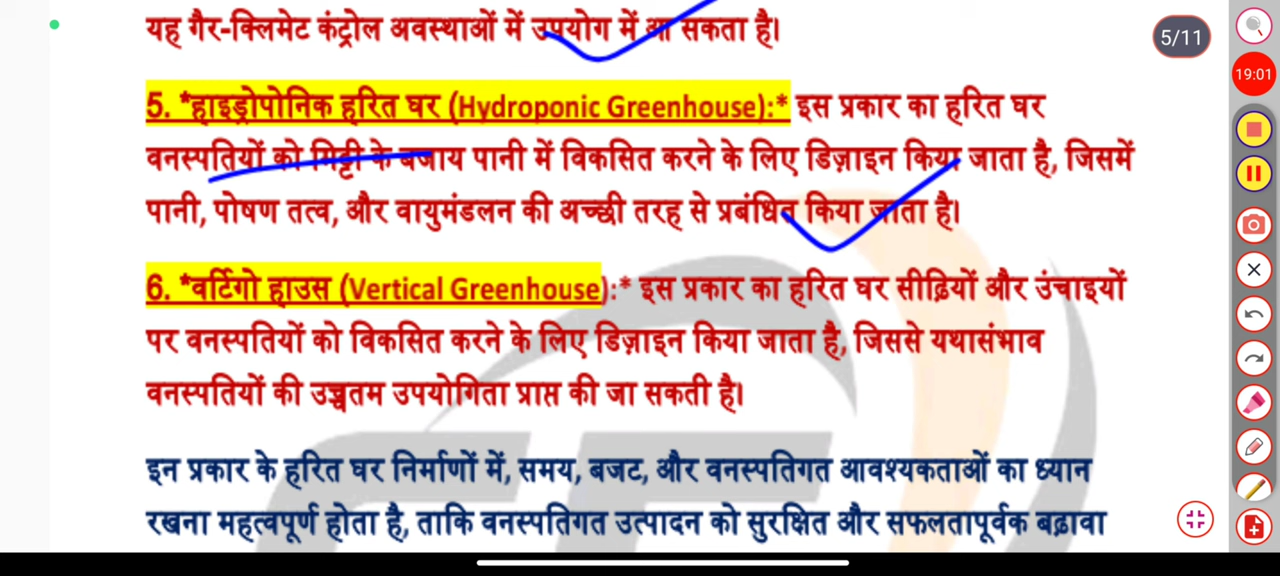 यह गैर-क्लिमेट कंट्रोल अवस्थाओं में उपयोग में आ सकता है।
5/11
19:01
5. *हाइड्रोपोनिक हरित घर (Hydroponic Greenhouse):* इस प्रकार का हरित घर
वनस्पतियों को मिट्टी के बजाय पानी में विकसित करने के लिए डिज़ाइन किया जाता है, जिसमें
पानी, पोषण तत्व, और वायुमंडलन की अच्छी तरह से प्रबंधित किया जाता है।
6. *वर्टिगो हाउस (Vertical Greenhouse):* इस प्रकार का हरित घर सीढ़ियों और उंचाइयों
पर वनस्पतियों को विकसित करने के लिए डिज़ाइन किया जाता है, जिससे यथासंभाव
वनस्पतियों की उच्चतम उपयोगिता प्राप्त की जा सकती है।
इन प्रकार के हरित घर निर्माणों में, समय, बजट, और वनस्पतिगत आवश्यकताओं का ध्यान
रखना महत्वपूर्ण होता है, ताकि वनस्पतिगत उत्पादन को सुरक्षित और सफलतापूर्वक बढ़ावा